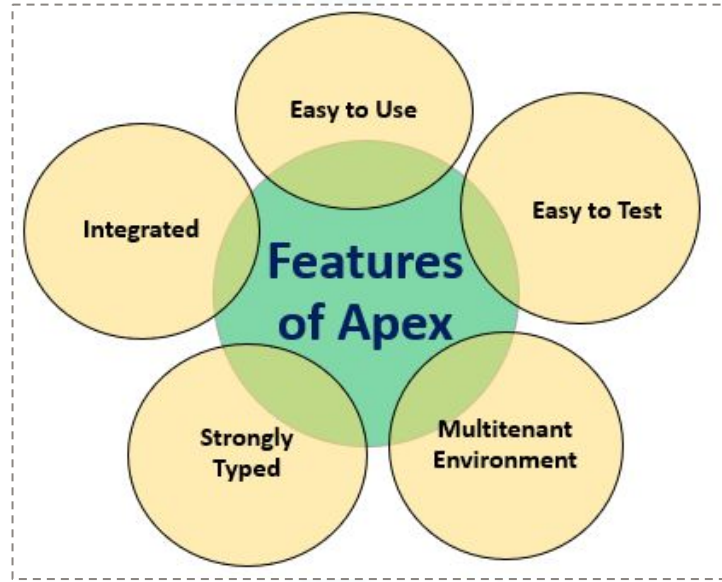 Easy to Use
Integrated
Easy to Test
Features
of Apex
Strongly
Typed
Multitenant
Environment